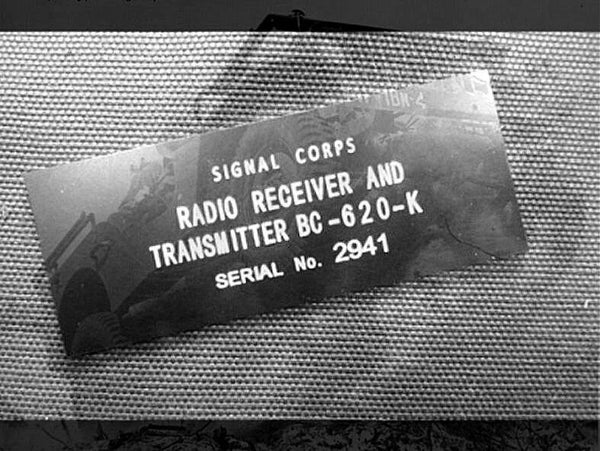 SIGNAL CORPS
RADIO RECEIVER AND
TRANSMITTER BC-620-K
SERIAL No. 2941